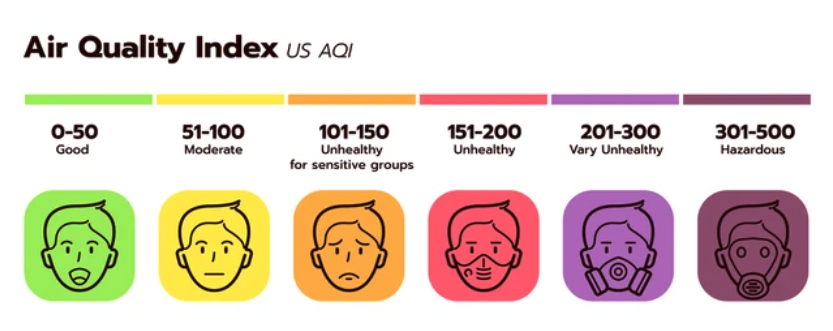 Air Quality Index US AQI
0-50
Good
51-100
Moderate
101-150
Unhealthy
for sensitive groups
151-200
Unhealthy
201-300
Vary Unhealthy
301-500
Hazardous